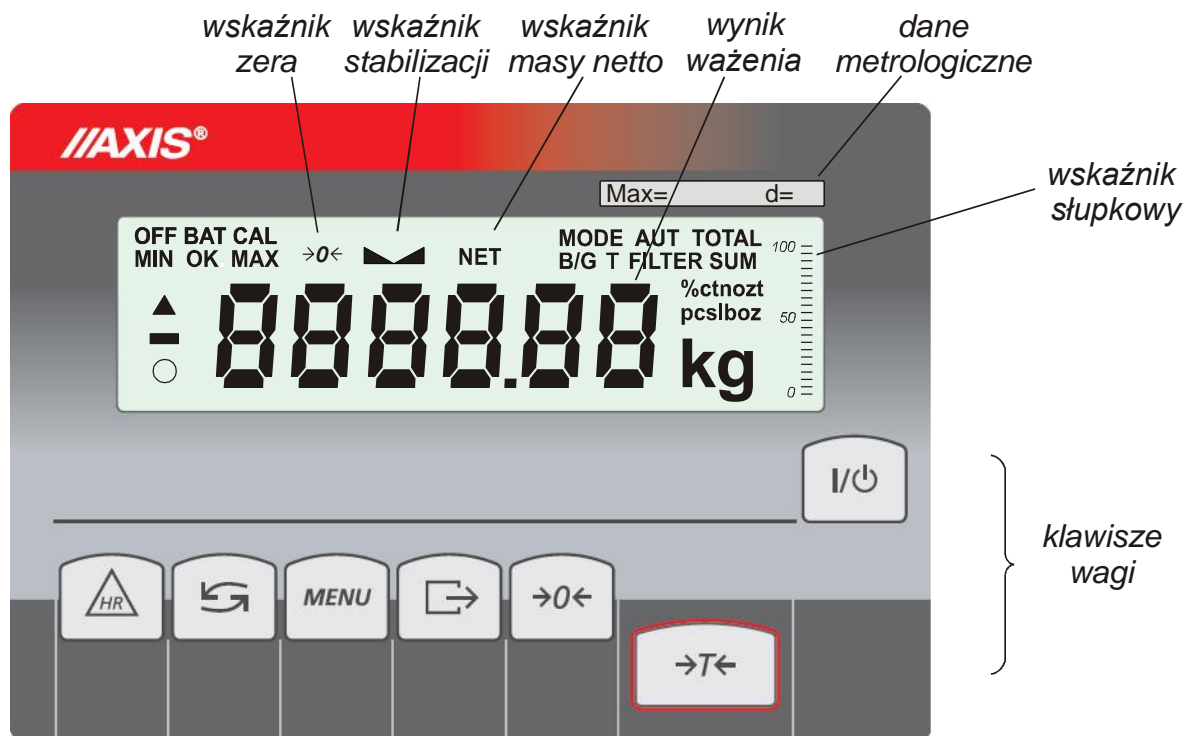 wskaźnik zera
wskaźnik stabilizacji
wskaźnik masy netto
wynik ważenia
dane metrologiczne
//AXIS®
Max= d=
wskaźnik słupkowy
OFF BAT CAL
MIN OK MAX
→0←
NET
MODE AUT TOTAL
B/G T FILTER SUM
100
50
0
888888.88
%ctnozt
pcslboz
kg
I/⏻
klawisze wagi
HR
MENU
→0←
→T←